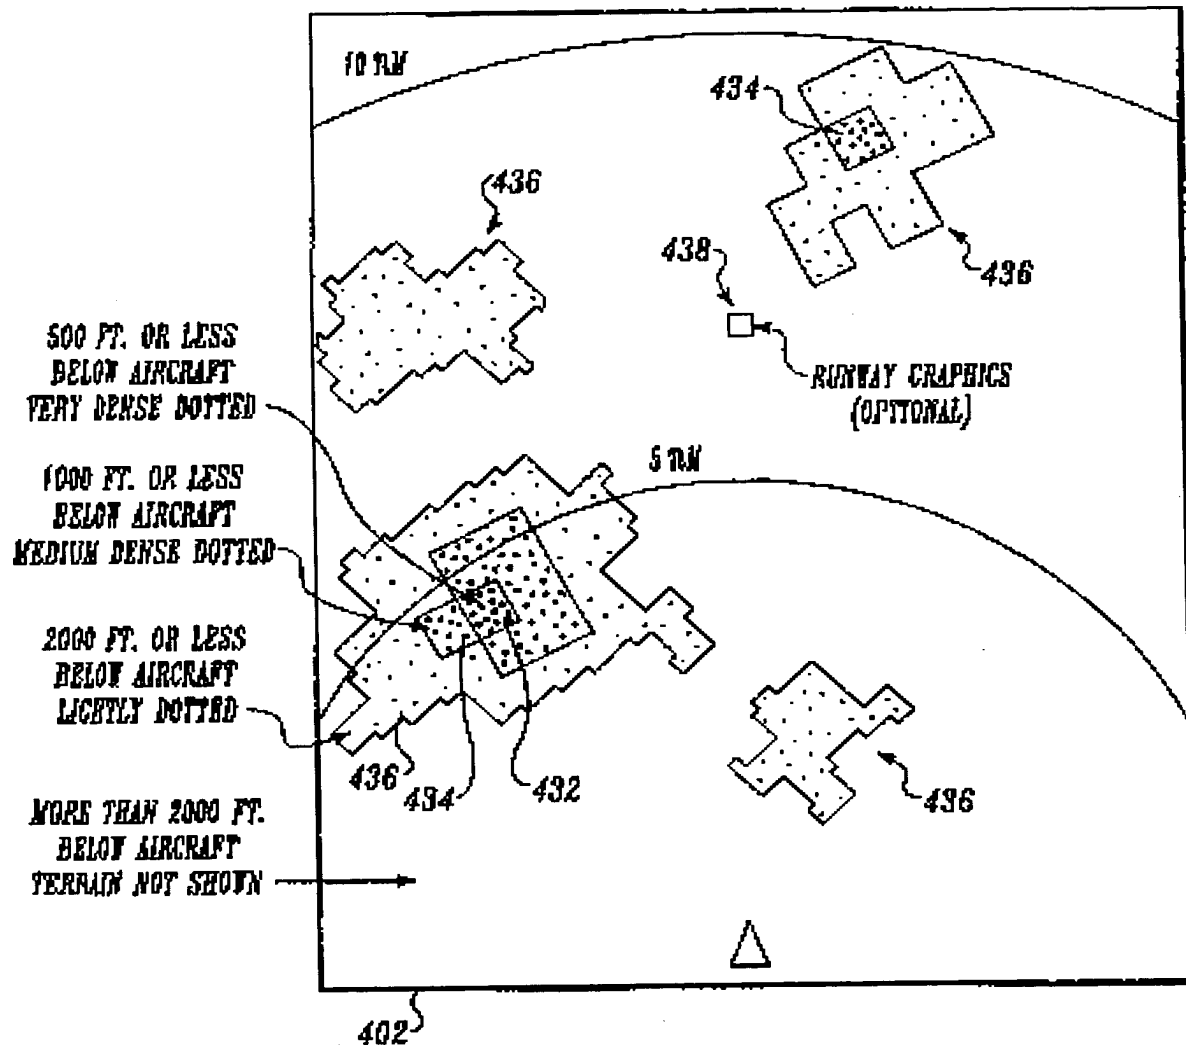 10 NM
434
436
438
436
500 FT. OR LESS
BELOW AIRCRAFT
VERY DENSE DOTTED
RUNWAY GRAPHICS
(OPTIONAL)
5 NM
1000 FT. OR LESS
BELOW AIRCRAFT
MEDIUM DENSE DOTTED
2000 FT. OR LESS
BELOW AIRCRAFT
LIGHTLY DOTTED
436
434
432
436
MORE THAN 2000 FT.
BELOW AIRCRAFT
TERRAIN NOT SHOWN
402